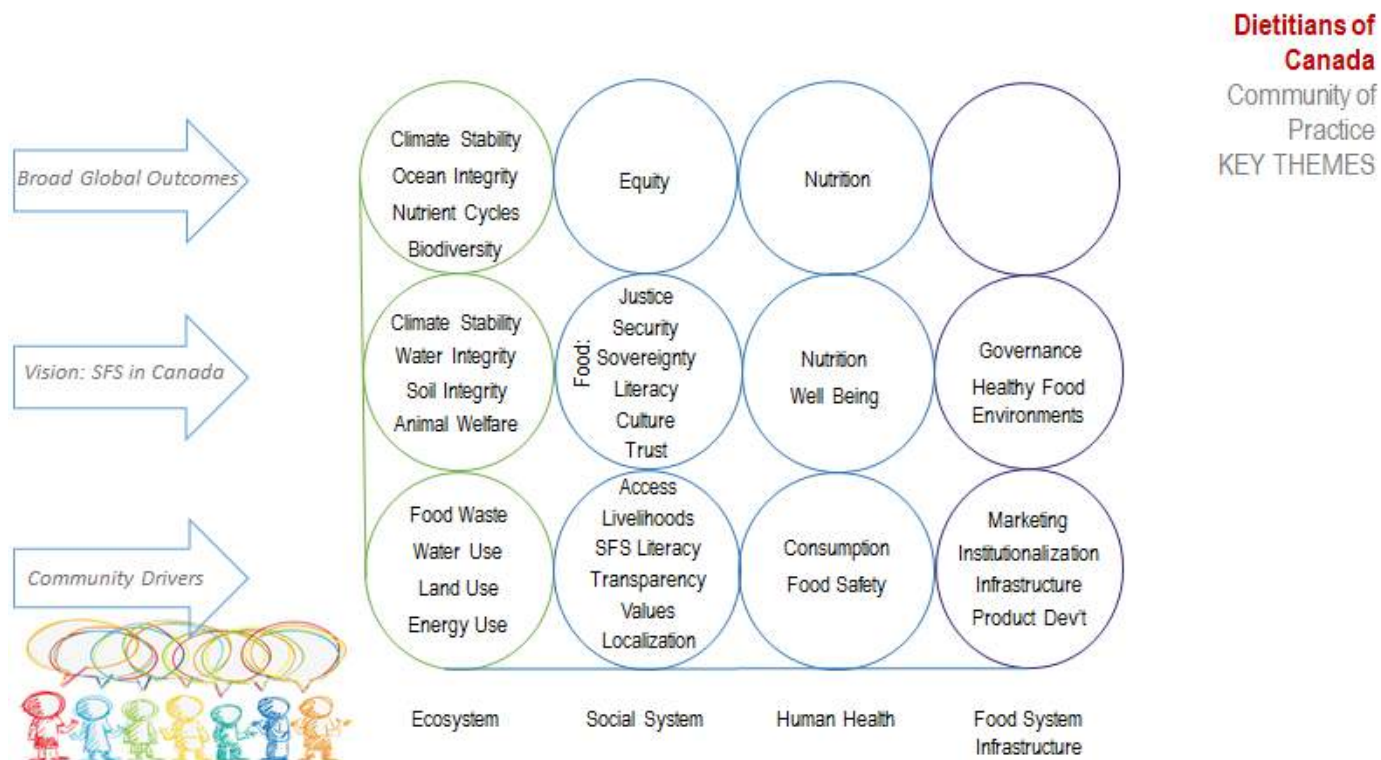 Dietitians of
Canada
Community of
Practice
KEY THEMES
Broad Global Outcomes
Climate Stability
Ocean Integrity
Nutrient Cycles
Biodiversity
Equity
Nutrition
Vision: SFS in Canada
Climate Stability
Water Integrity
Soil Integrity
Animal Welfare
Food:
Justice
Security
Sovereignty
Literacy
Culture
Trust
Nutrition
Well Being
Governance
Healthy Food
Environments
Community Drivers
Food Waste
Water Use
Land Use
Energy Use
Access
Livelihoods
SFS Literacy
Transparency
Values
Localization
Consumption
Food Safety
Marketing
Institutionalization
Infrastructure
Product Dev't
Ecosystem
Social System
Human Health
Food System
Infrastructure